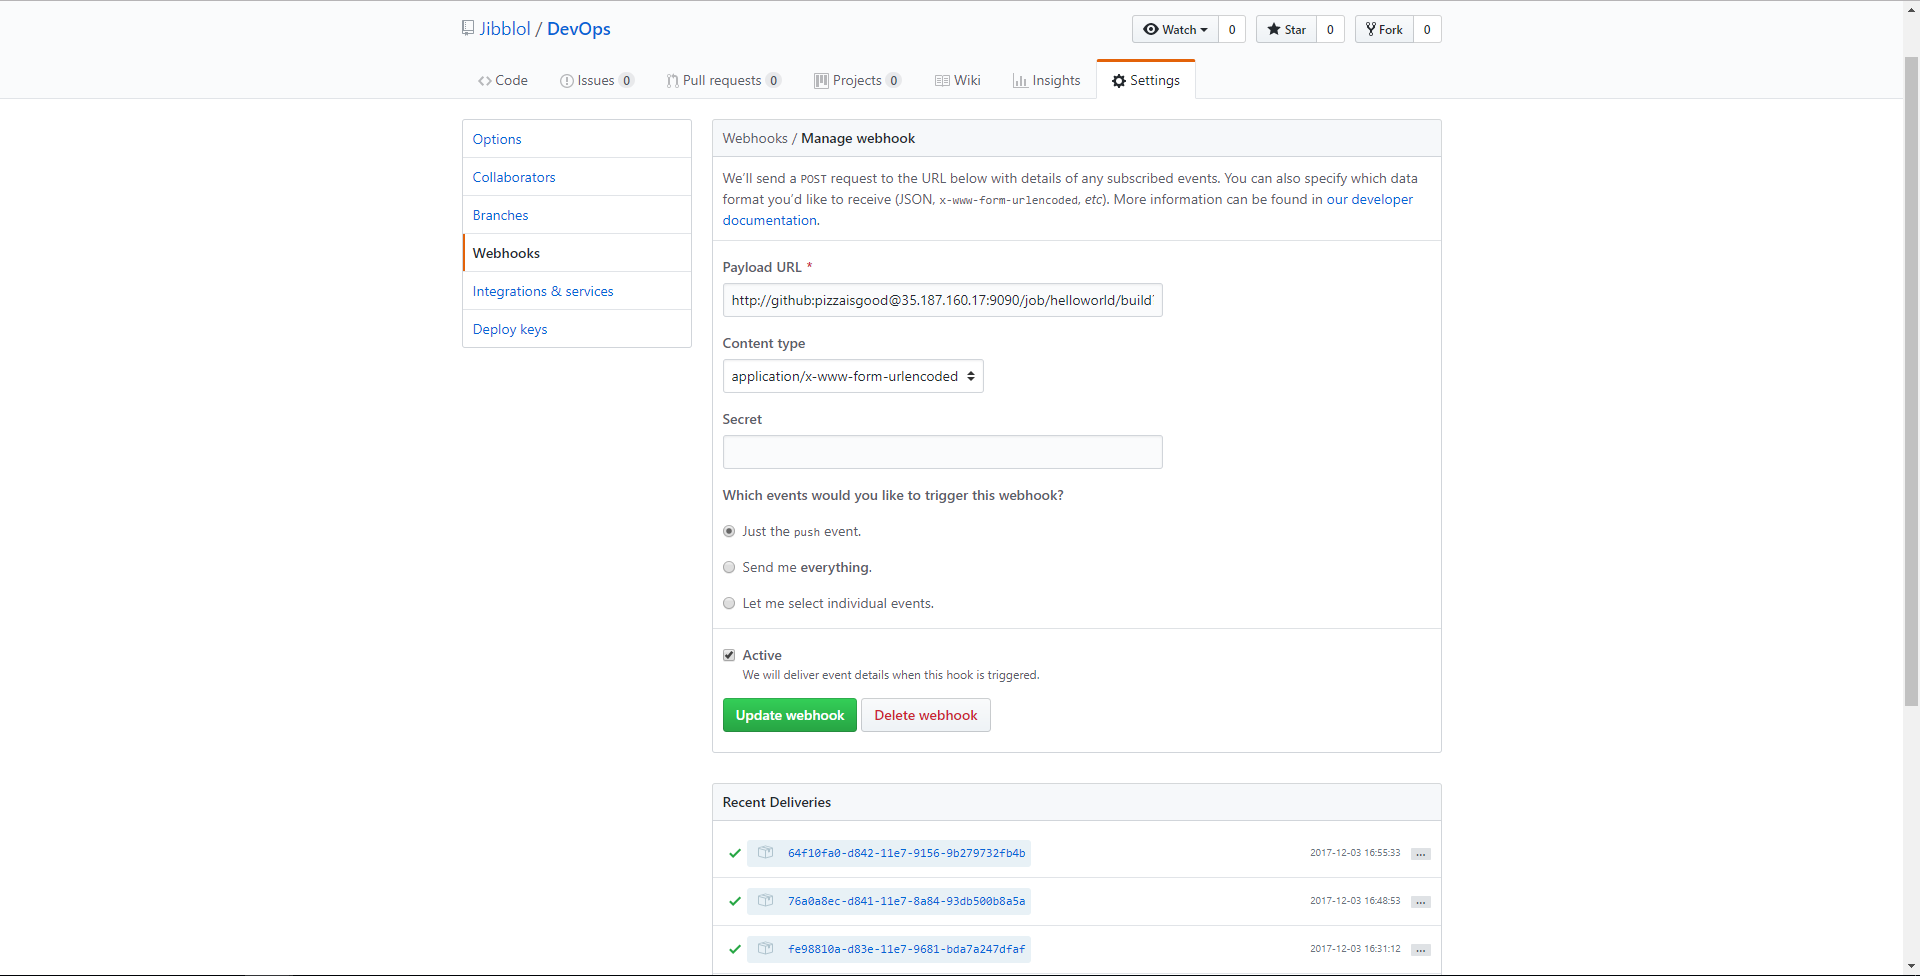 Jibblol / DevOps
Watch 0 Star 0 Fork 0
Code Issues 0 Pull requests 0 Projects 0 Wiki Insights Settings
Options
Collaborators
Branches
Webhooks
Integrations & services
Deploy keys
Webhooks / Manage webhook
We'll send a POST request to the URL below with details of any subscribed events. You can also specify which data
format you'd like to receive (JSON, x-www-form-urlencoded, etc). More information can be found in our developer
documentation.
Payload URL *
http://github:pizzaisgood@35.187.160.17:9090/job/helloworld/build
Content type
application/x-www-form-urlencoded
Secret
Which events would you like to trigger this webhook?
Just the push event.
Send me everything.
Let me select individual events.
Active
We will deliver event details when this hook is triggered.
Update webhook Delete webhook
Recent Deliveries
64f10fa0-d842-11e7-9156-9b279732fb4b 2017-12-03 16:55:33 ...
76a0a8ec-d841-11e7-8a84-93db500b8a5a 2017-12-03 16:48:53 ...
fe98810a-d83e-11e7-9681-bda7a247dfaf 2017-12-03 16:31:12 ...